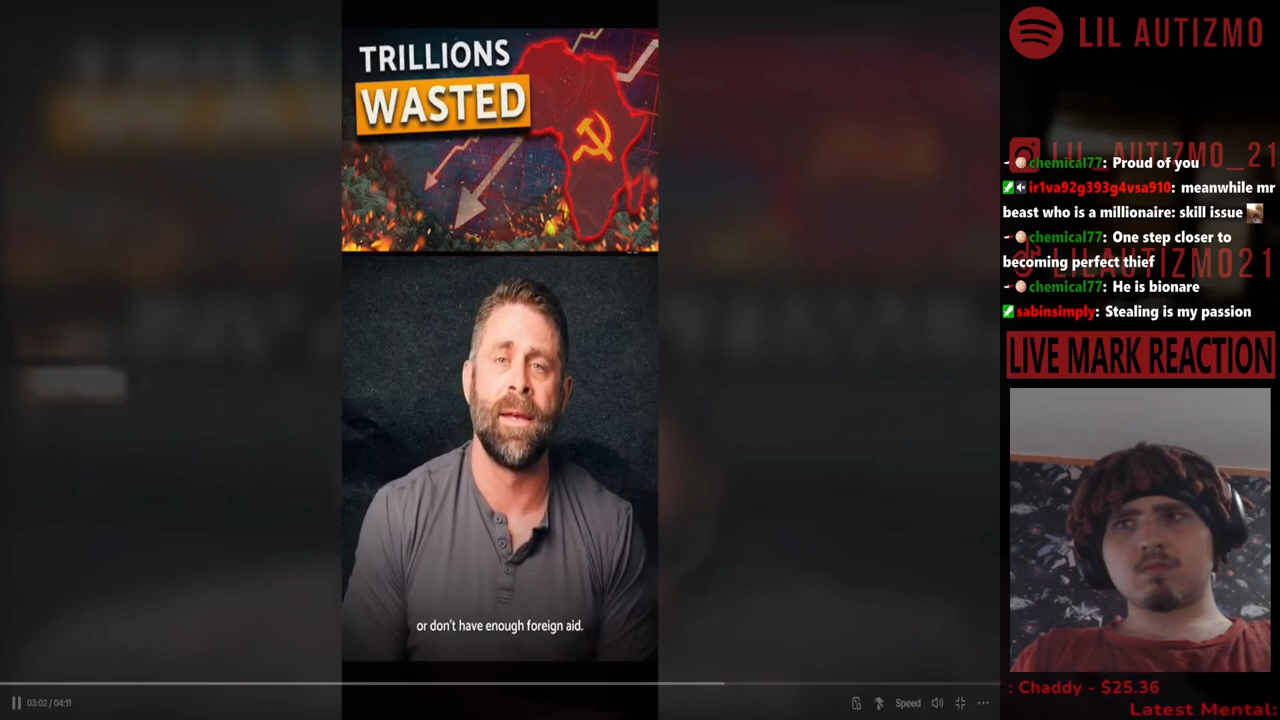 TRILLIONS
WASTED
or don't have enough foreign aid.
03:02 / 04:11
Speed
LIL AUTIZMO
LIL_AUTIZMO_21
chemical77: Proud of you
ir1va92g393g4vsa910: meanwhile mr
beast who is a millionaire: skill issue
chemical77: One step closer to
becoming perfect thief
LILAUTIZMO21
chemical77: He is bionare
sabinsimply: Stealing is my passion
LIVE MARK REACTION
: Chaddy - $25.36
Latest Mental: